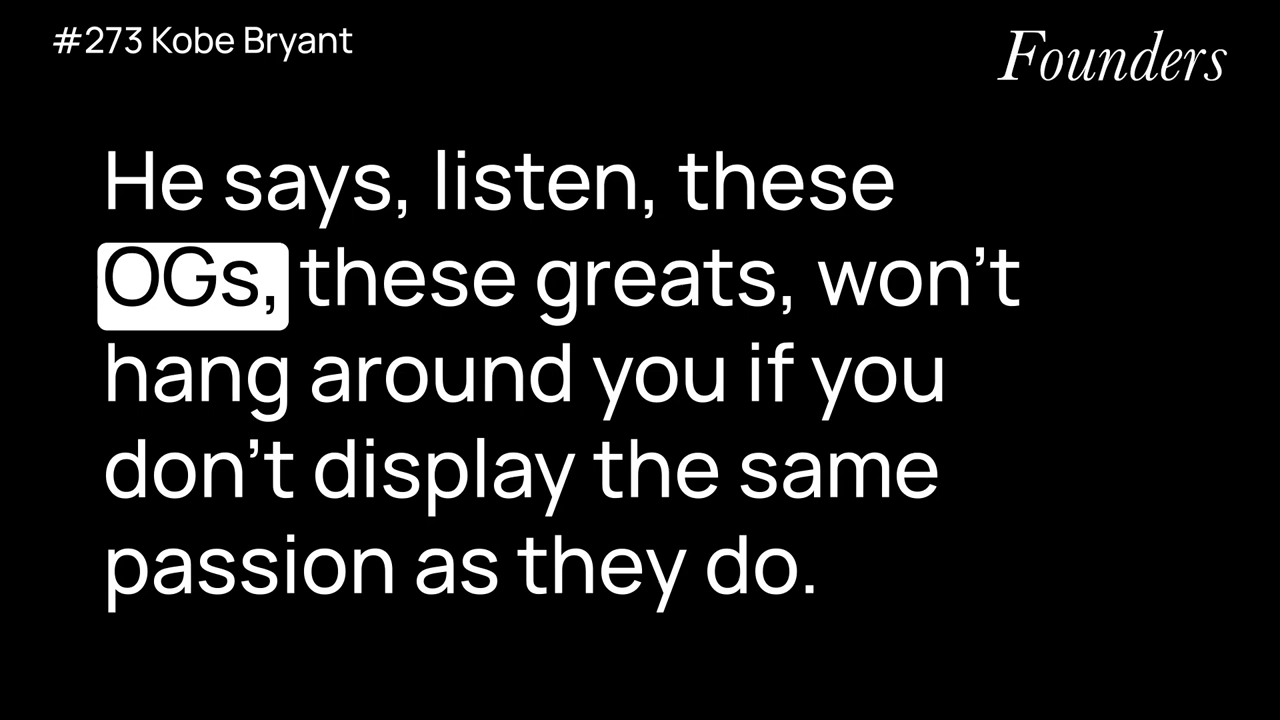 #273 Kobe Bryant
Founders
He says, listen, these
OGs, these greats, won’t
hang around you if you
don’t display the same
passion as they do.